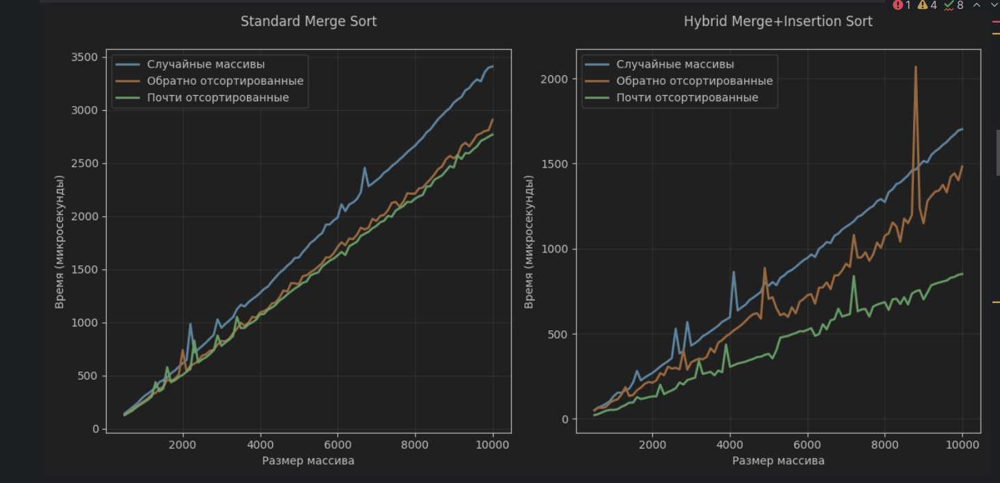 1 4 8
Standard Merge Sort
Случайные массивы
Обратно отсортированные
Почти отсортированные
3500
3000
2500
2000
1500
1000
500
0
Время (микросекунды)
2000 4000 6000 8000 10000
Размер массива
Hybrid Merge+Insertion Sort
Случайные массивы
Обратно отсортированные
Почти отсортированные
2000
1500
1000
500
0
Время (микросекунды)
2000 4000 6000 8000 10000
Размер массива